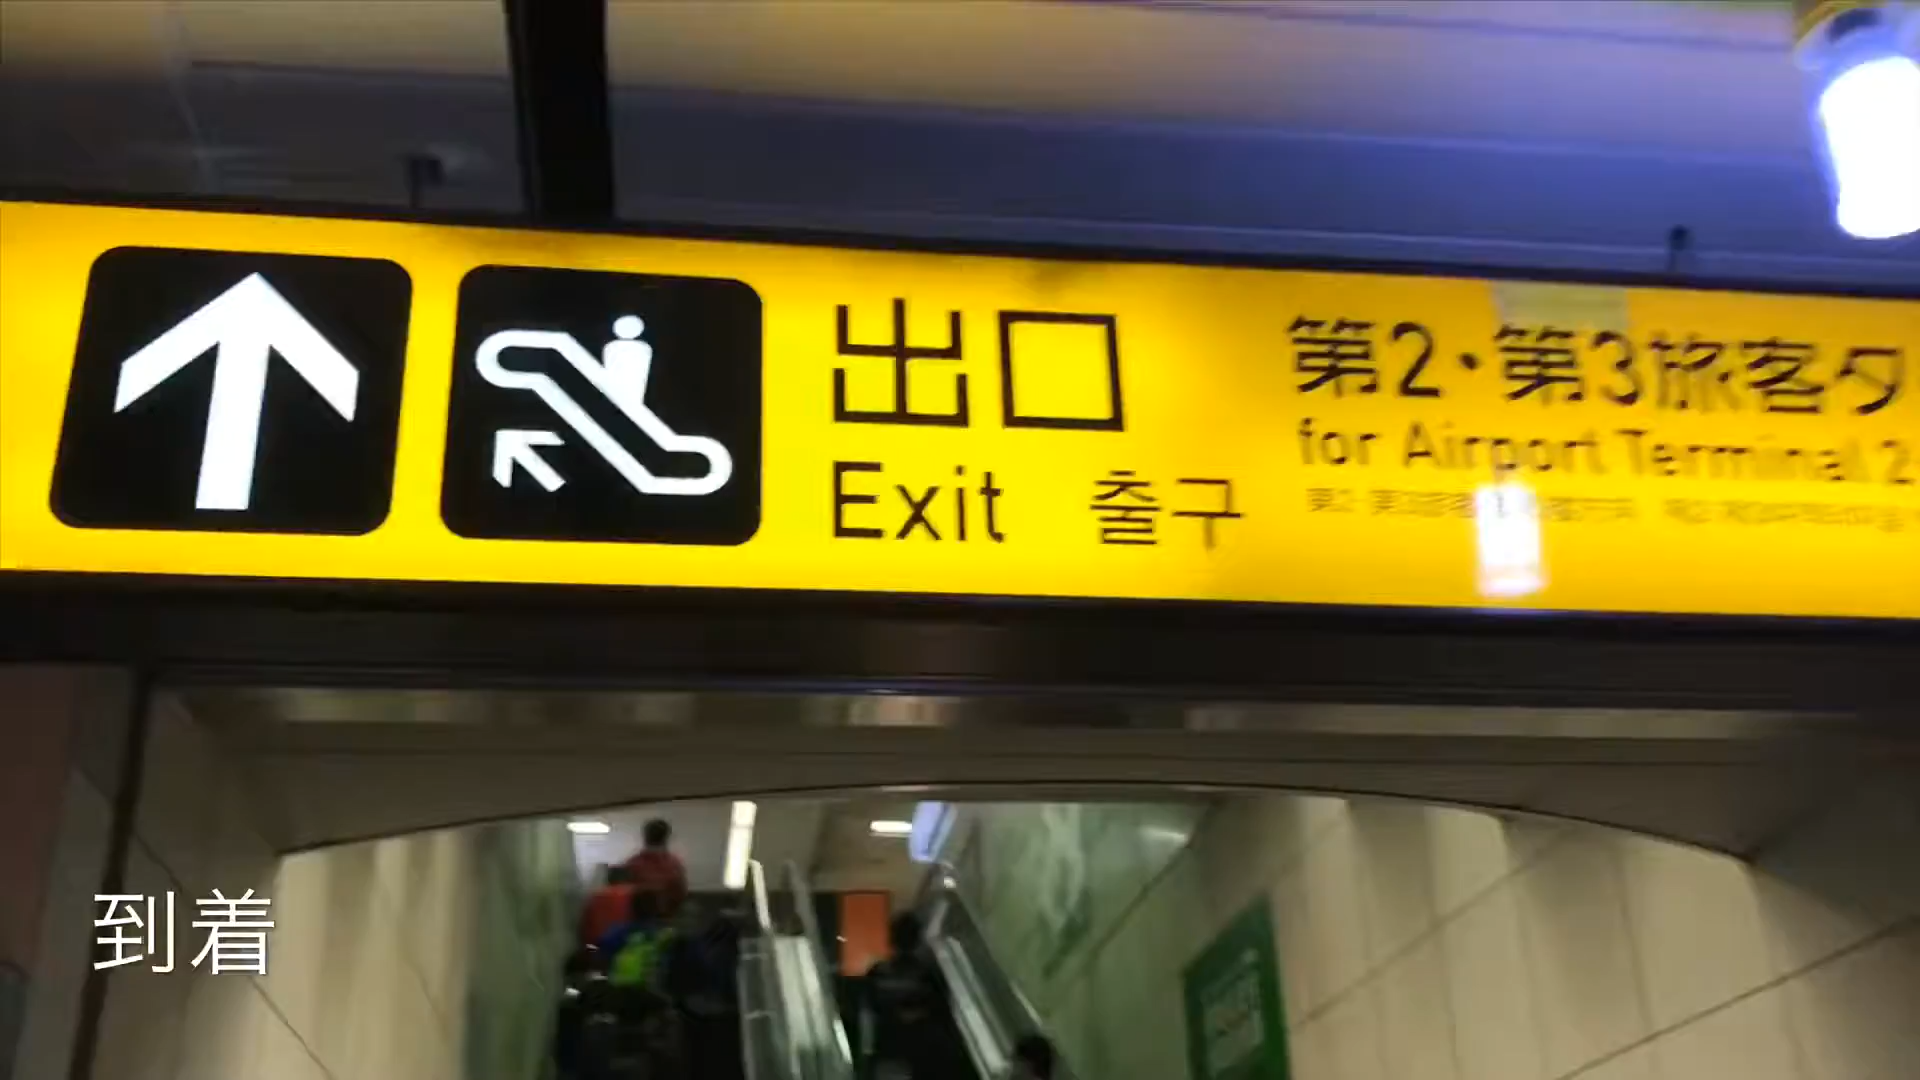 出口
Exit 출구
第2・第3旅客タ
for Airport Terminal 2
到着